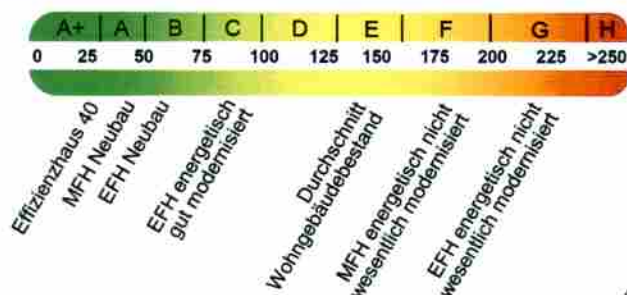 A+ A B C D E F G H
0 25 50 75 100 125 150 175 200 225 >250
Effizienzhaus 40
MFH Neubau
EFH Neubau
EFH energetisch
gut modernisiert
Durchschnitt
Wohngebäudebestand
MFH energetisch nicht
wesentlich modernisiert
EFH energetisch nicht
wesentlich modernisiert